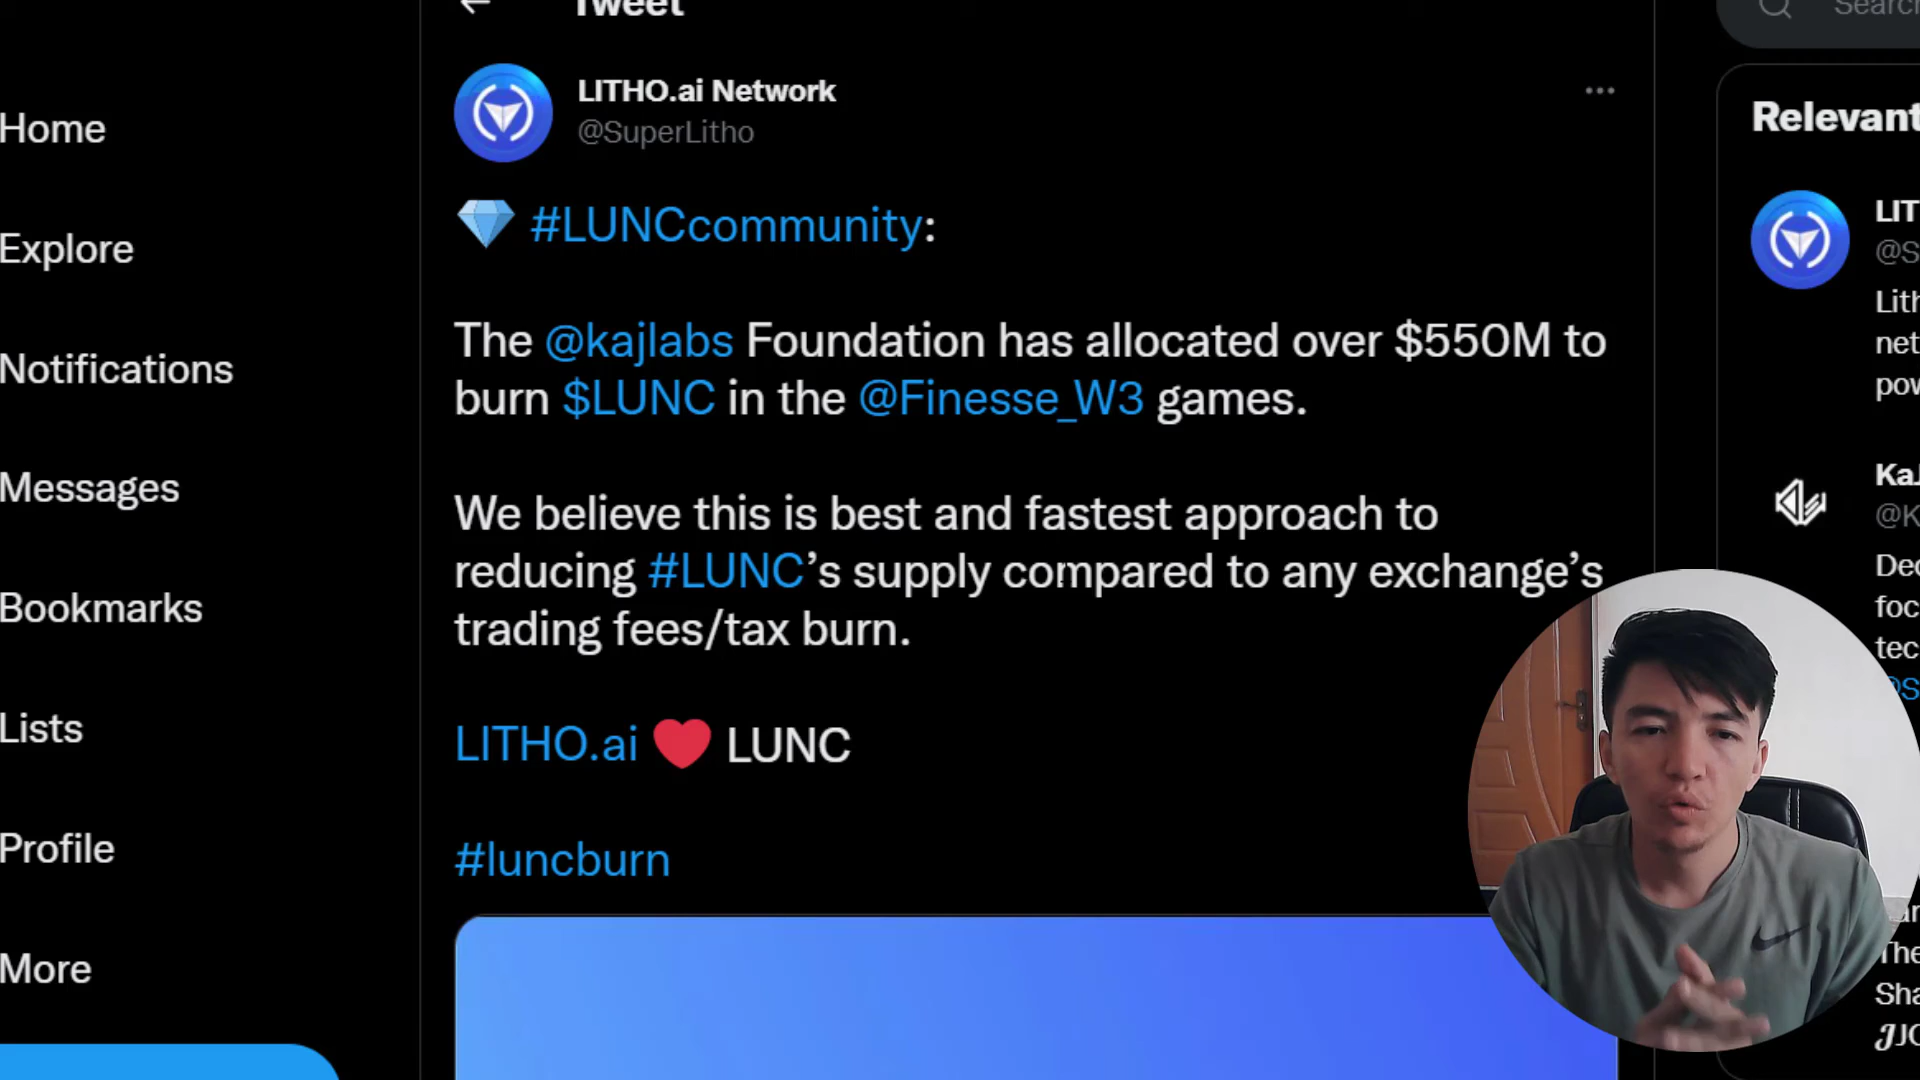 Tweet
Search
Home
Explore
Notifications
Messages
Bookmarks
Lists
Profile
More
LITHO.ai Network
@SuperLitho
#LUNCcommunity:
The @kajlabs Foundation has allocated over $550M to
burn $LUNC in the @Finesse_W3 games.
We believe this is best and fastest approach to
reducing #LUNC’s supply compared to any exchange’s
trading fees/tax burn.
LITHO.ai ❤️ LUNC
#luncburn
Relevant